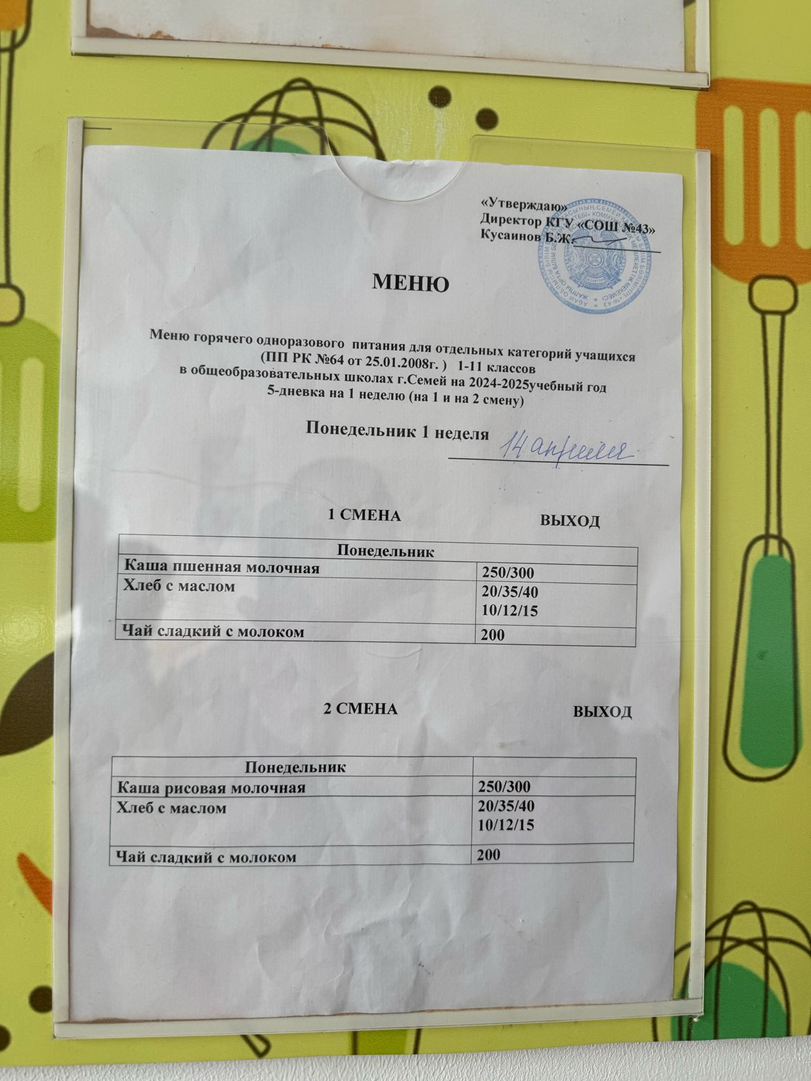 «Утверждаю»
Директор КГУ «СОШ №43»
Кусаинов Б.Ж.
МЕНЮ
Меню горячего одноразового питания для отдельных категорий учащихся
(ПП РК №64 от 25.01.2008г. ) 1-11 классов
в общеобразовательных школах г.Семей на 2024-2025учебный год
5-дневка на 1 неделю (на 1 и на 2 смену)
Понедельник 1 неделя 14 апреля
1 СМЕНА ВЫХОД
Понедельник
Каша пшенная молочная 250/300
Хлеб с маслом 20/35/40
10/12/15
Чай сладкий с молоком 200
2 СМЕНА ВЫХОД
Понедельник
Каша рисовая молочная 250/300
Хлеб с маслом 20/35/40
10/12/15
Чай сладкий с молоком 200